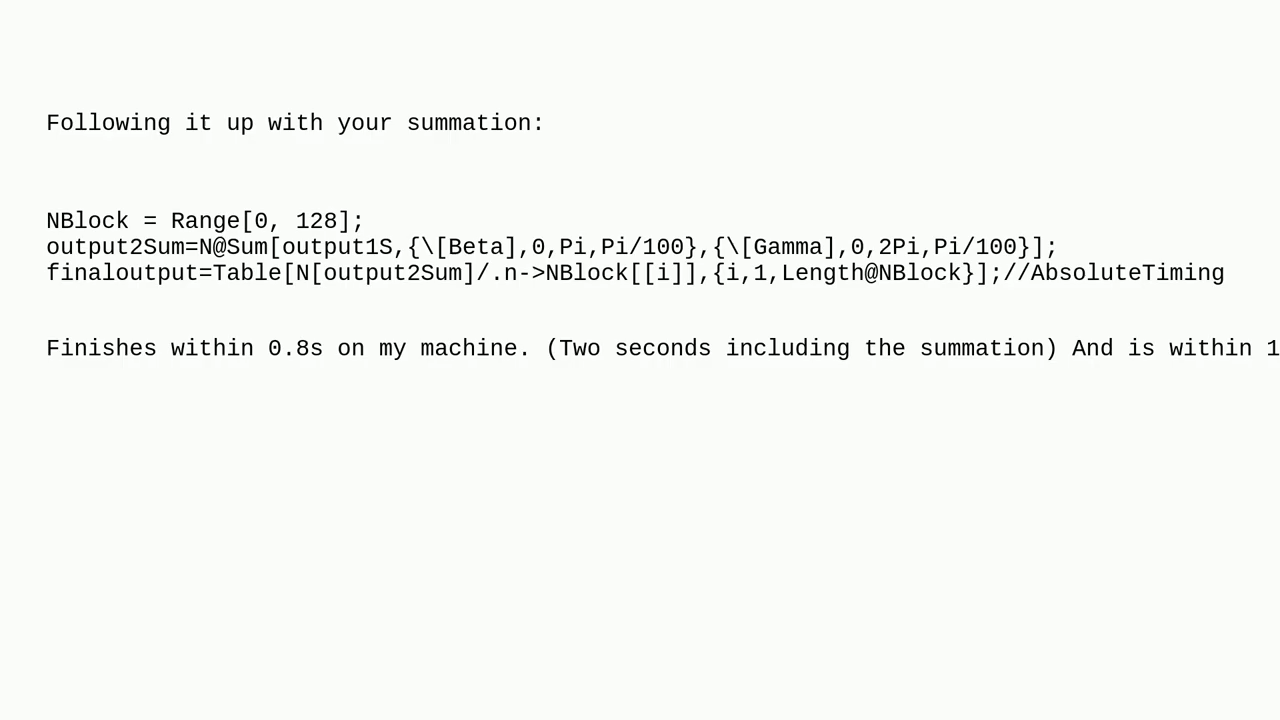 Following it up with your summation:
NBlock = Range[0, 128];
output2Sum=N@Sum[output1S,{\[Beta],0,Pi,Pi/100},{\[Gamma],0,2Pi,Pi/100}];
finaloutput=Table[N[output2Sum]/.n->NBlock[[i]],{i,1,Length@NBlock}];//AbsoluteTiming
Finishes within 0.8s on my machine. (Two seconds including the summation) And is within 1